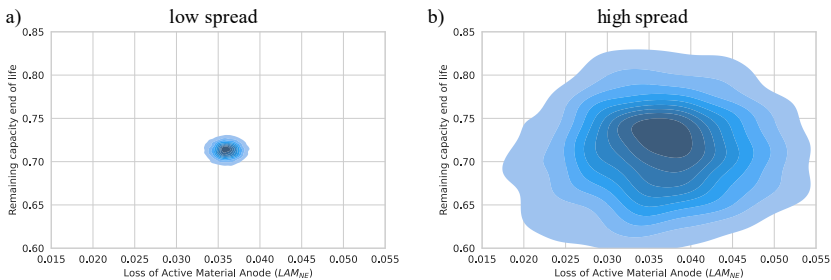 a)
low spread
Remaining capacity end of life
0.85
0.80
0.75
0.70
0.65
0.60
0.015 0.020 0.025 0.030 0.035 0.040 0.045 0.050 0.055
Loss of Active Material Anode (LAM_NE)
b)
high spread
Remaining capacity end of life
0.85
0.80
0.75
0.70
0.65
0.60
0.015 0.020 0.025 0.030 0.035 0.040 0.045 0.050 0.055
Loss of Active Material Anode (LAM_NE)